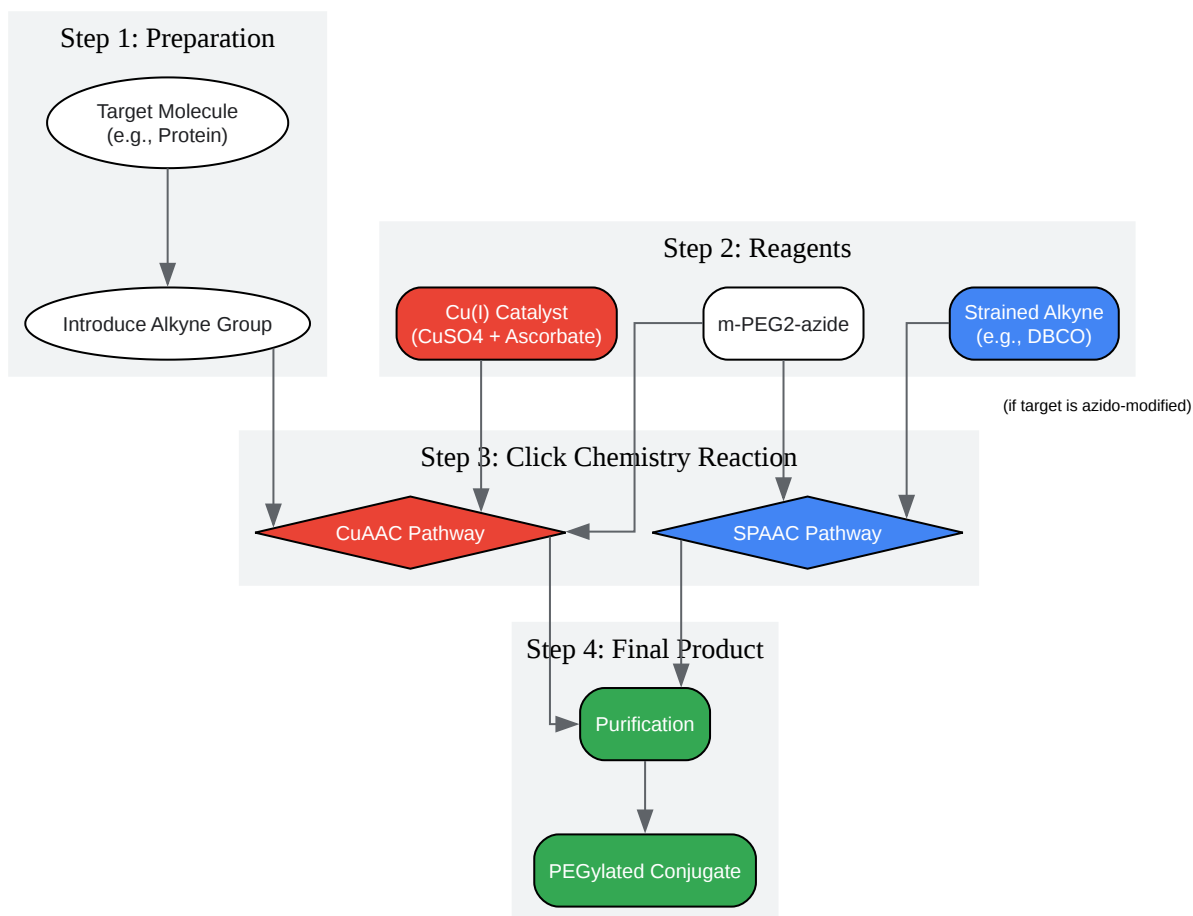 Step 1: Preparation
Target Molecule
(e.g., Protein)
Introduce Alkyne Group
Step 2: Reagents
Cu(I) Catalyst
(CuSO4 + Ascorbate)
m-PEG2-azide
Strained Alkyne
(e.g., DBCO)
(if target is azido-modified)
Step 3: Click Chemistry Reaction
CuAAC Pathway
SPAAC Pathway
Step 4: Final Product
Purification
PEGylated Conjugate